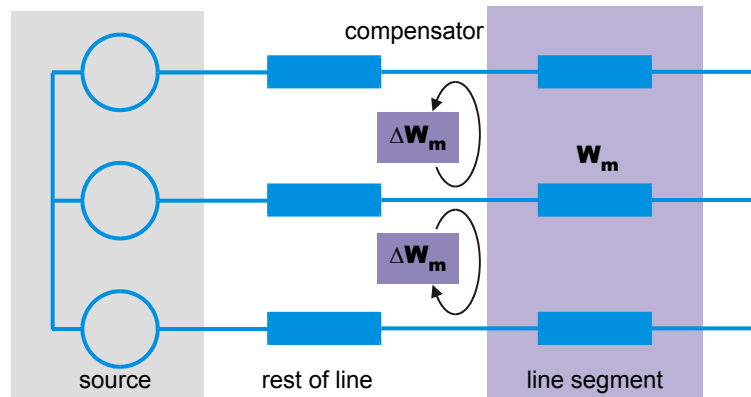 compensator
ΔWm
Wm
ΔWm
source
rest of line
line segment